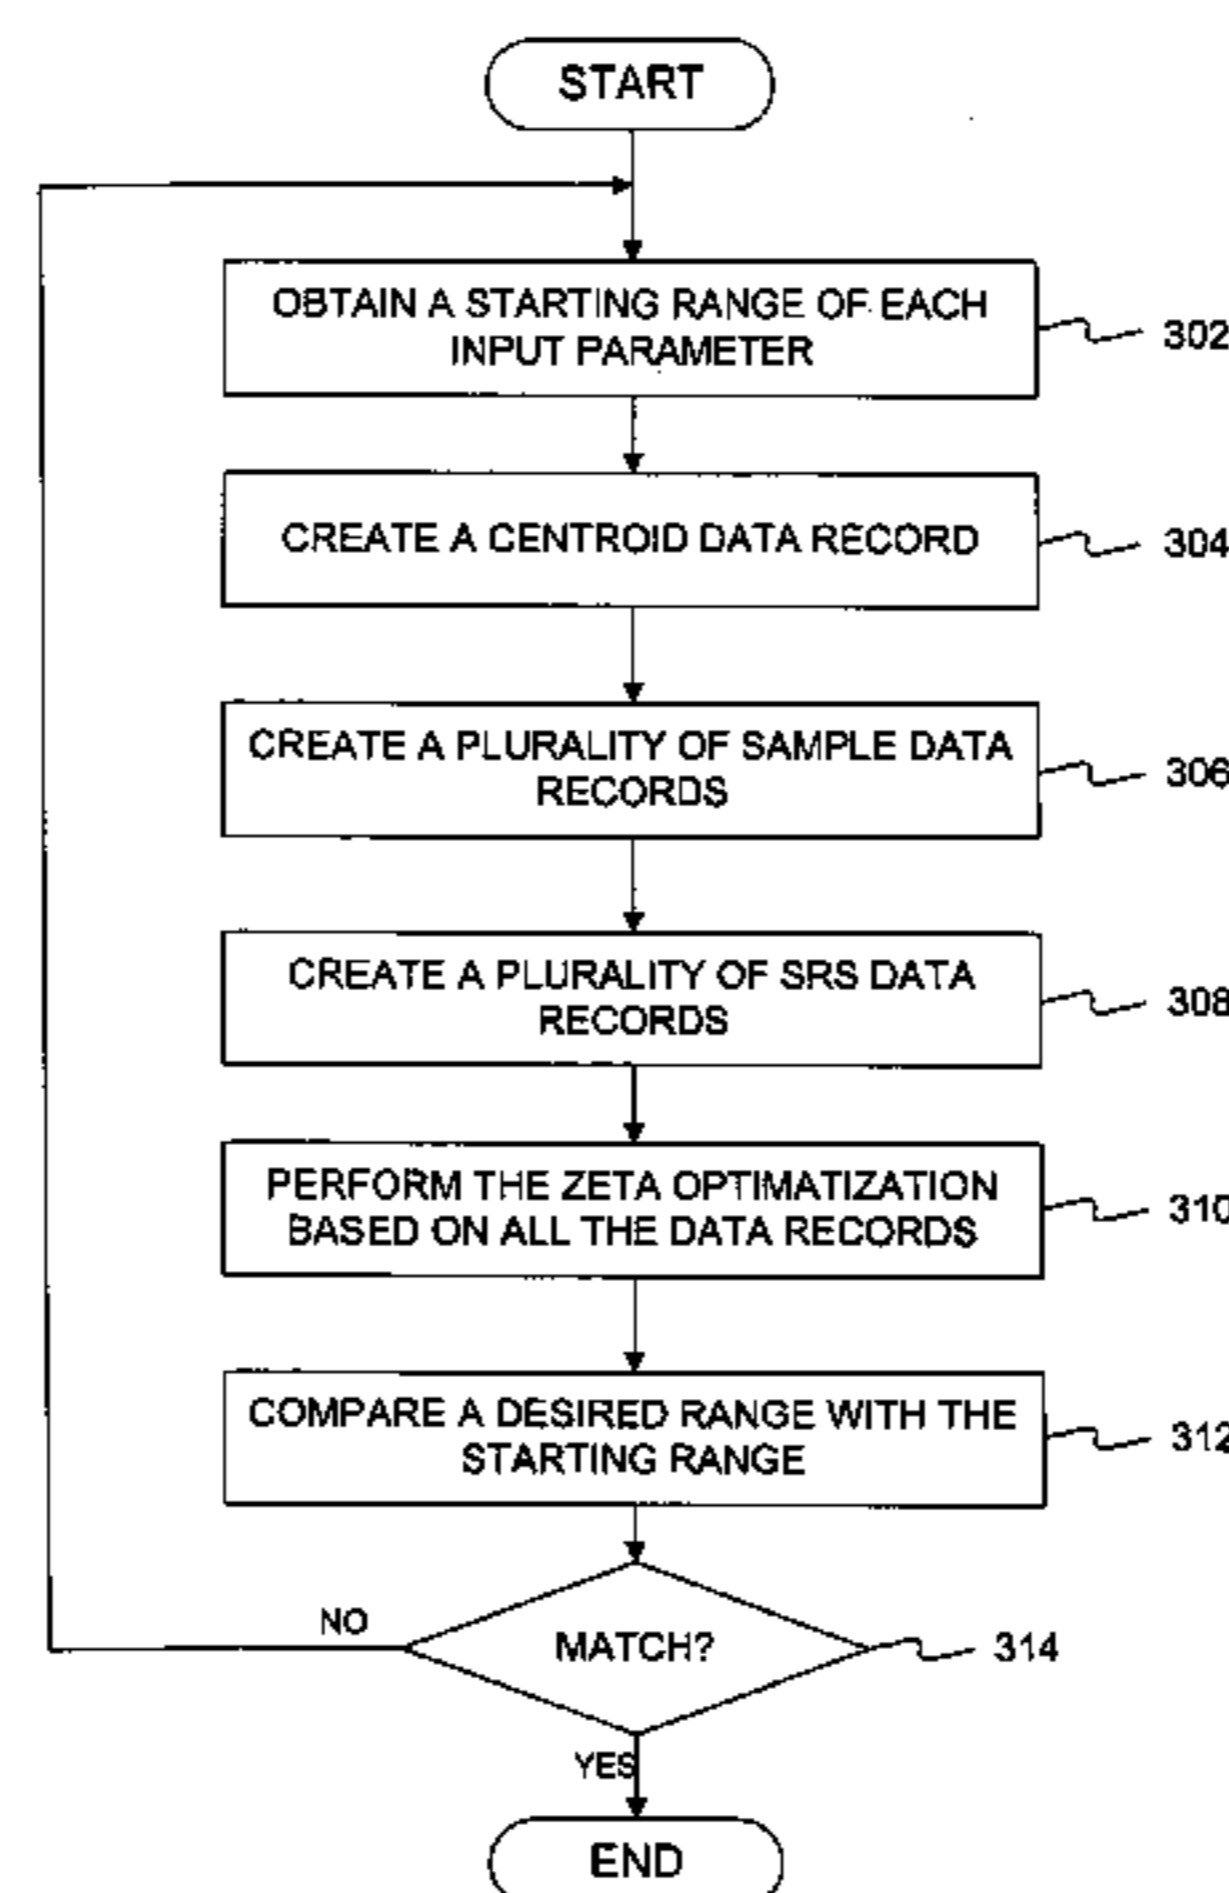 START
OBTAIN A STARTING RANGE OF EACH
INPUT PARAMETER
302
CREATE A CENTROID DATA RECORD
304
CREATE A PLURALITY OF SAMPLE DATA
RECORDS
306
CREATE A PLURALITY OF SRS DATA
RECORDS
308
PERFORM THE ZETA OPTIMATIZATION
BASED ON ALL THE DATA RECORDS
310
COMPARE A DESIRED RANGE WITH THE
STARTING RANGE
312
NO
MATCH?
314
YES
END